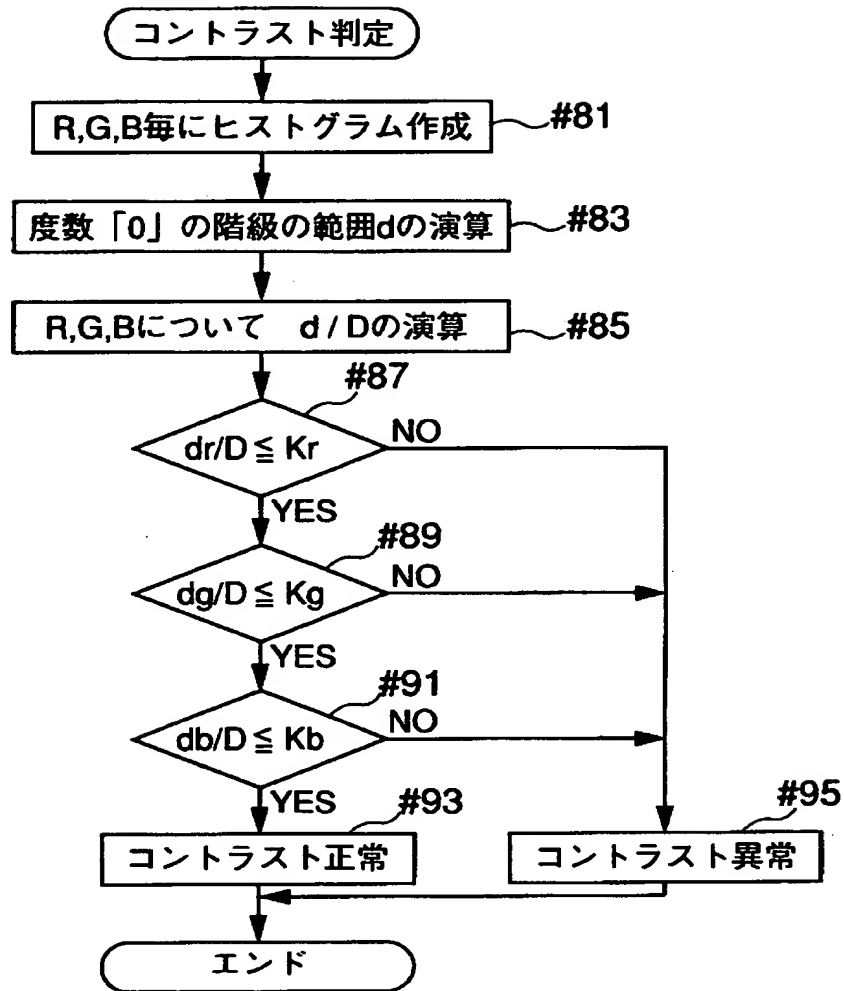 コントラスト判定
R,G,B毎にヒストグラム作成
#81
度数「0」の階級の範囲dの演算
#83
R,G,Bについて d/Dの演算
#85
#87
dr/D≦Kr
NO
YES
#89
dg/D≦Kg
NO
YES
#91
db/D≦Kb
NO
YES
#93
コントラスト正常
#95
コントラスト異常
エンド